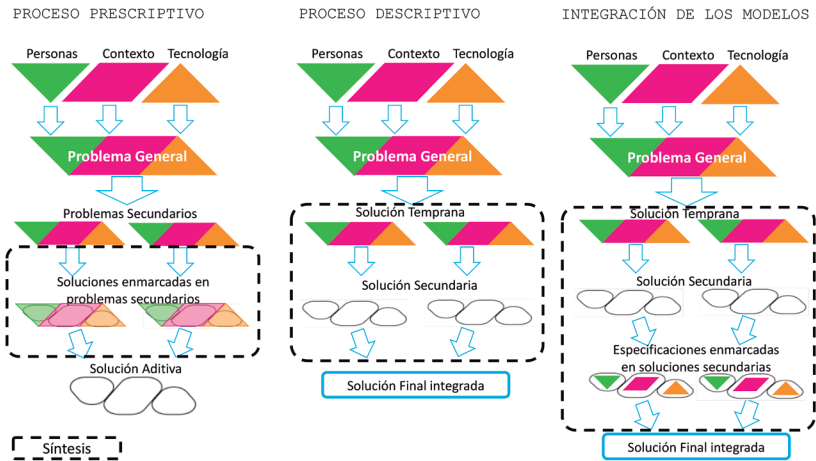 PROCESO PRESCRIPTIVO
Personas
Contexto
Tecnología
Problema General
Problemas Secundarios
Soluciones enmarcadas en
problemas secundarios
Solución Aditiva
Síntesis
PROCESO DESCRIPTIVO
Personas
Contexto
Tecnología
Problema General
Solución Temprana
Solución Secundaria
Solución Final integrada
INTEGRACIÓN DE LOS MODELOS
Personas
Contexto
Tecnología
Problema General
Solución Temprana
Solución Secundaria
Especificaciones enmarcadas
en soluciones secundarias
Solución Final integrada